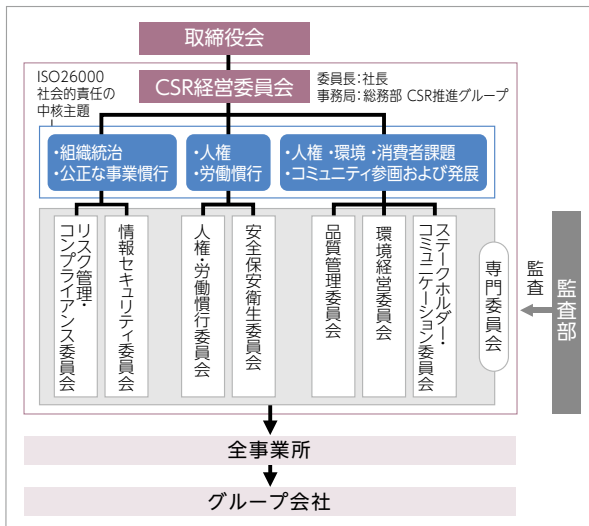 取締役会
ISO26000
社会的責任の
中核主題
CSR経営委員会
委員長：社長
事務局：総務部 CSR推進グループ
・組織統治
・公正な事業慣行
・人権
・労働慣行
・人権・環境・消費者課題
・コミュニティ参画および発展
リスク管理・
コンプライアンス委員会
情報セキュリティ委員会
人権・労働慣行委員会
安全保安衛生委員会
品質管理委員会
環境経営委員会
ステークホルダー・
コミュニケーション委員会
専門委員会
監査
監査部
全事業所
グループ会社